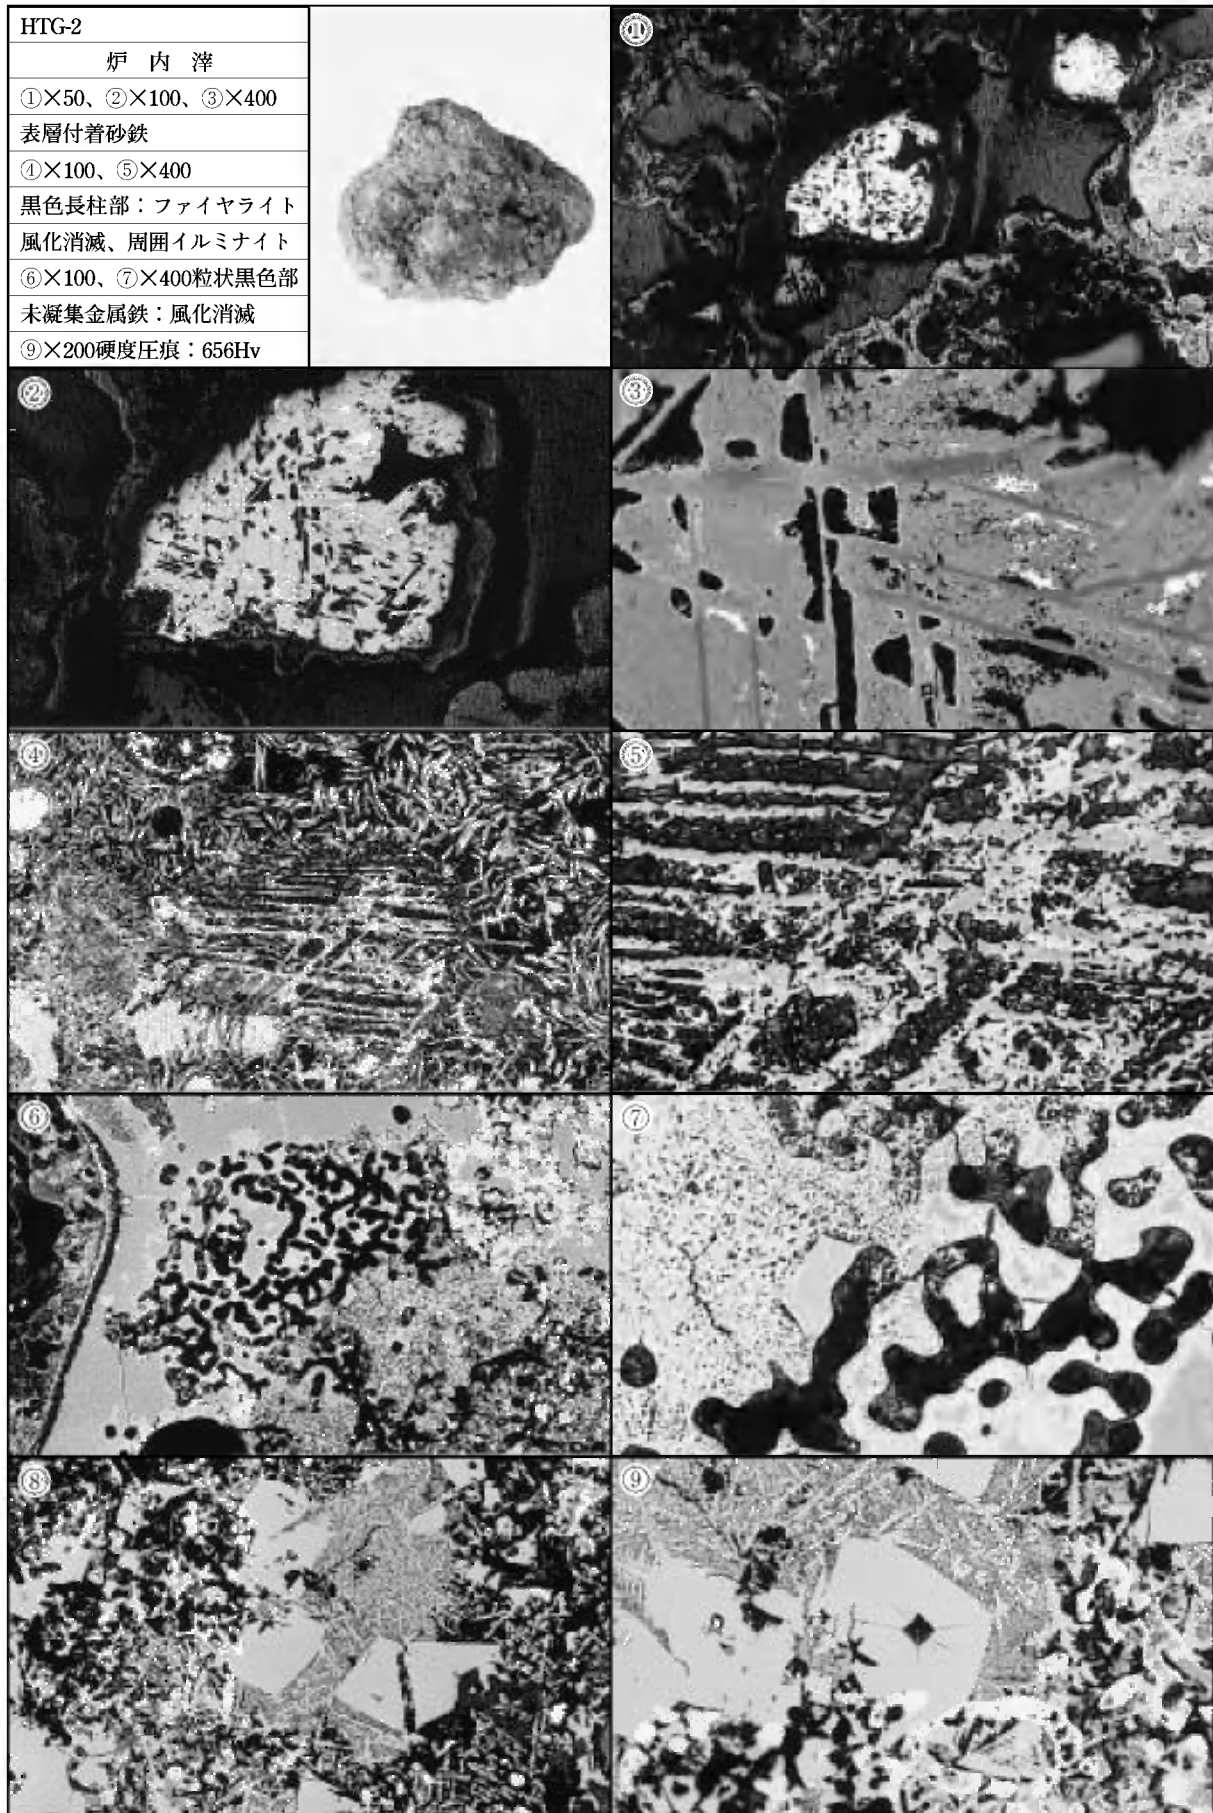 HTG-2
炉内滓
①×50、②×100、③×400
表層付着砂鉄
④×100、⑤×400
黒色長柱部：ファイヤライト
風化消滅、周囲イルミナイト
⑥×100、⑦×400粒状黒色部
未凝集金属鉄：風化消滅
⑨×200硬度圧痕：656Hv
①
②
③
④
⑤
⑥
⑦
⑧
⑨